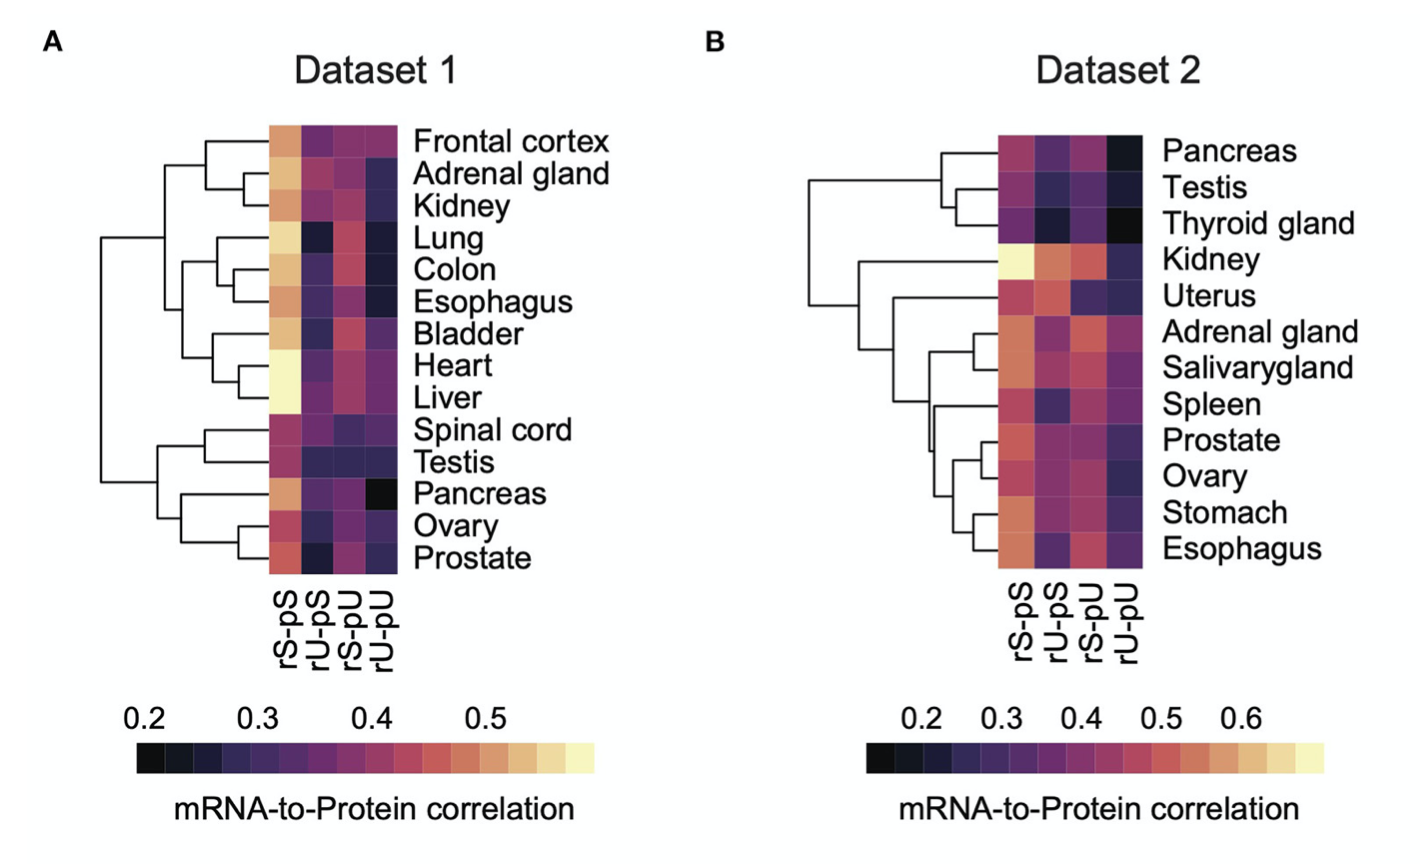 A
Dataset 1
Frontal cortex
Adrenal gland
Kidney
Lung
Colon
Esophagus
Bladder
Heart
Liver
Spinal cord
Testis
Pancreas
Ovary
Prostate
rS-pS
rU-pS
rS-pU
rU-pU
0.2 0.3 0.4 0.5
mRNA-to-Protein correlation
B
Dataset 2
Pancreas
Testis
Thyroid gland
Kidney
Uterus
Adrenal gland
Salivarygland
Spleen
Prostate
Ovary
Stomach
Esophagus
rS-pS
rU-pS
rS-pU
rU-pU
0.2 0.3 0.4 0.5 0.6
mRNA-to-Protein correlation